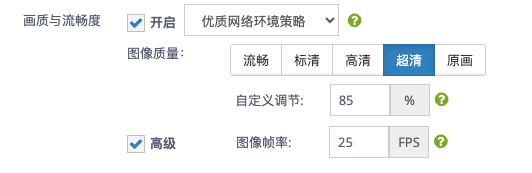 画质与流畅度 开启 优质网络环境策略
图像质量: 流畅 标清 高清 超清 原画
自定义调节: 85 %
高级 图像帧率: 25 FPS